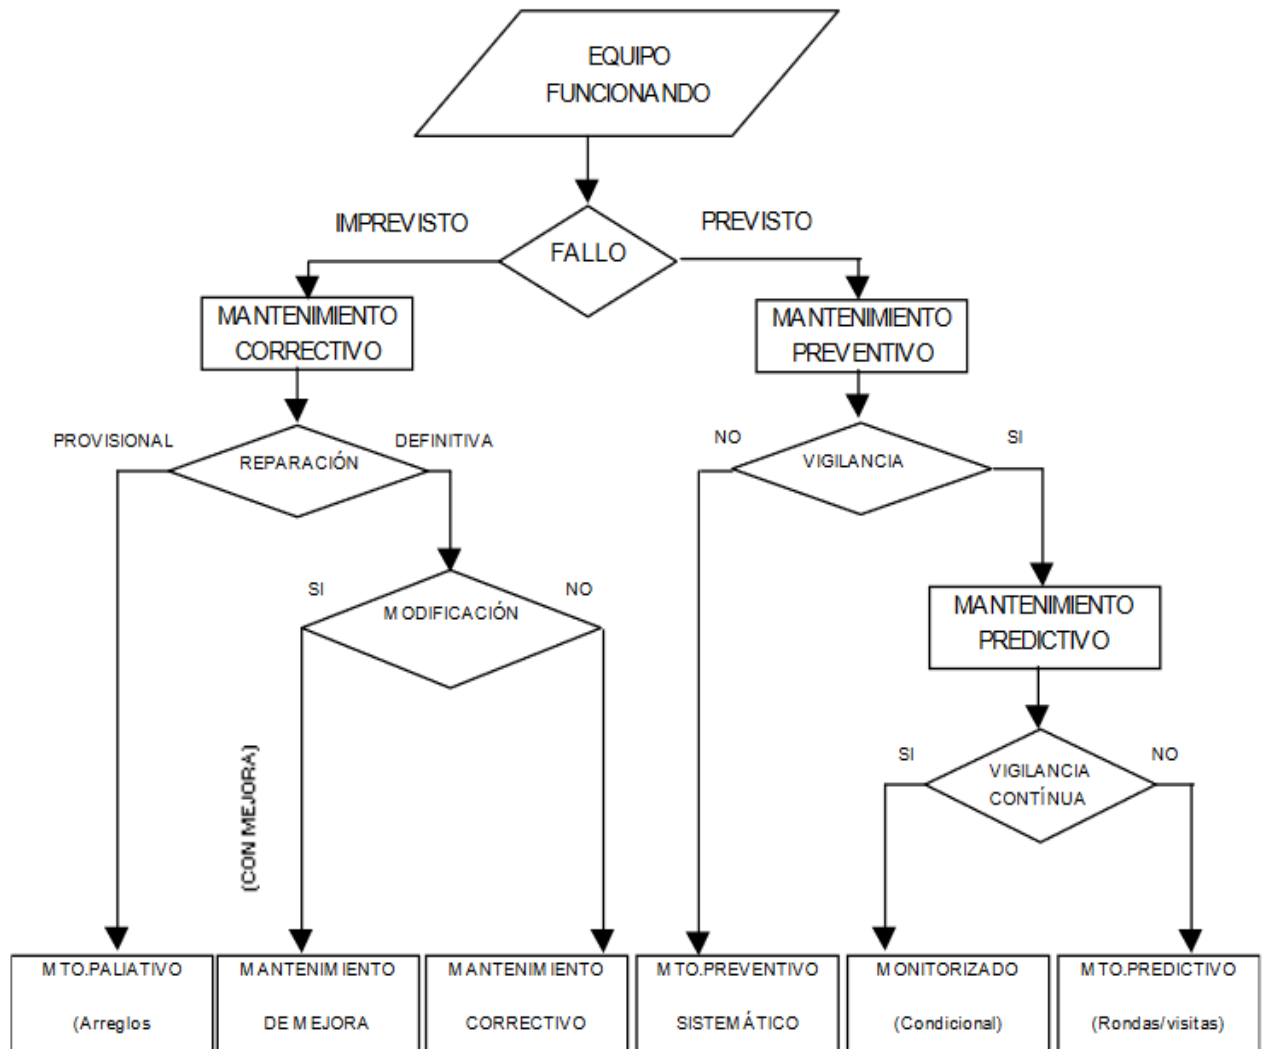 EQUIPO
FUNCIONANDO
IMPREVISTO
PREVISTO
FALLO
MANTENIMIENTO
CORRECTIVO
MANTENIMIENTO
PREVENTIVO
PROVISIONAL
DEFINITIVA
REPARACIÓN
NO
SI
VIGILANCIA
SI
NO
MODIFICACIÓN
MANTENIMIENTO
PREDICTIVO
(CON MEJORA)
SI
NO
VIGILANCIA
CONTÍNUA
MTO.PALIATIVO
(Arreglos
MANTENIMIENTO
DE MEJORA
MANTENIMIENTO
CORRECTIVO
MTO.PREVENTIVO
SISTEMÁTICO
MONITORIZADO
(Condicional)
MTO.PREDICTIVO
(Rondas/visitas)